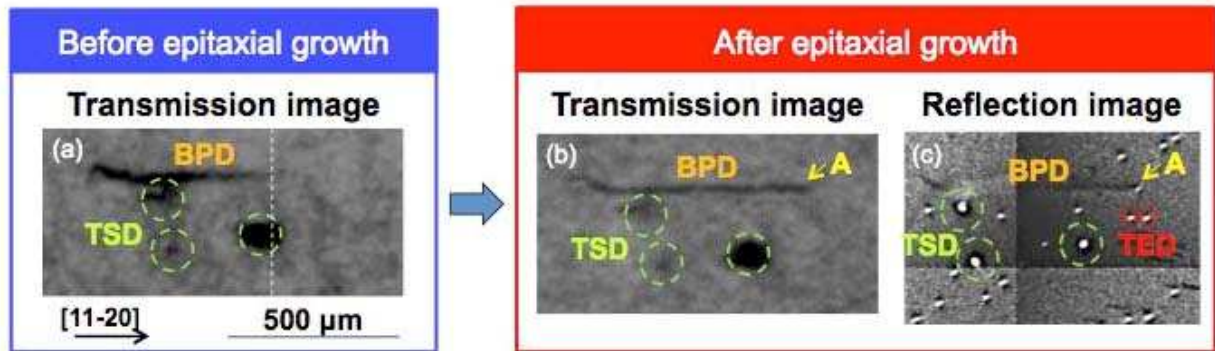 Before epitaxial growth
Transmission image
(a)
BPD
TSD
[11-20]
500 μm
After epitaxial growth
Transmission image
(b)
BPD
A
TSD
Reflection image
(c)
BPD
A
TSD
TED